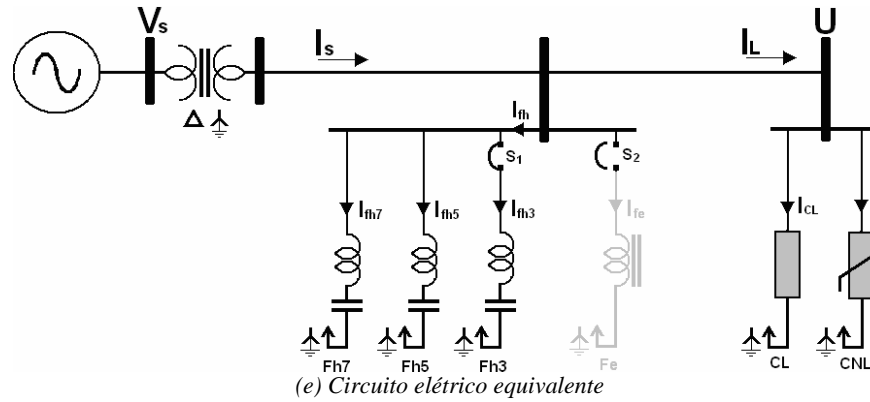 Vs
Is
IL
U
Ifh
S1
S2
Ifh7
Ifh5
Ifh3
Ife
ICL
Fh7
Fh5
Fh3
Fe
CL
CNL
(e) Circuito elétrico equivalente